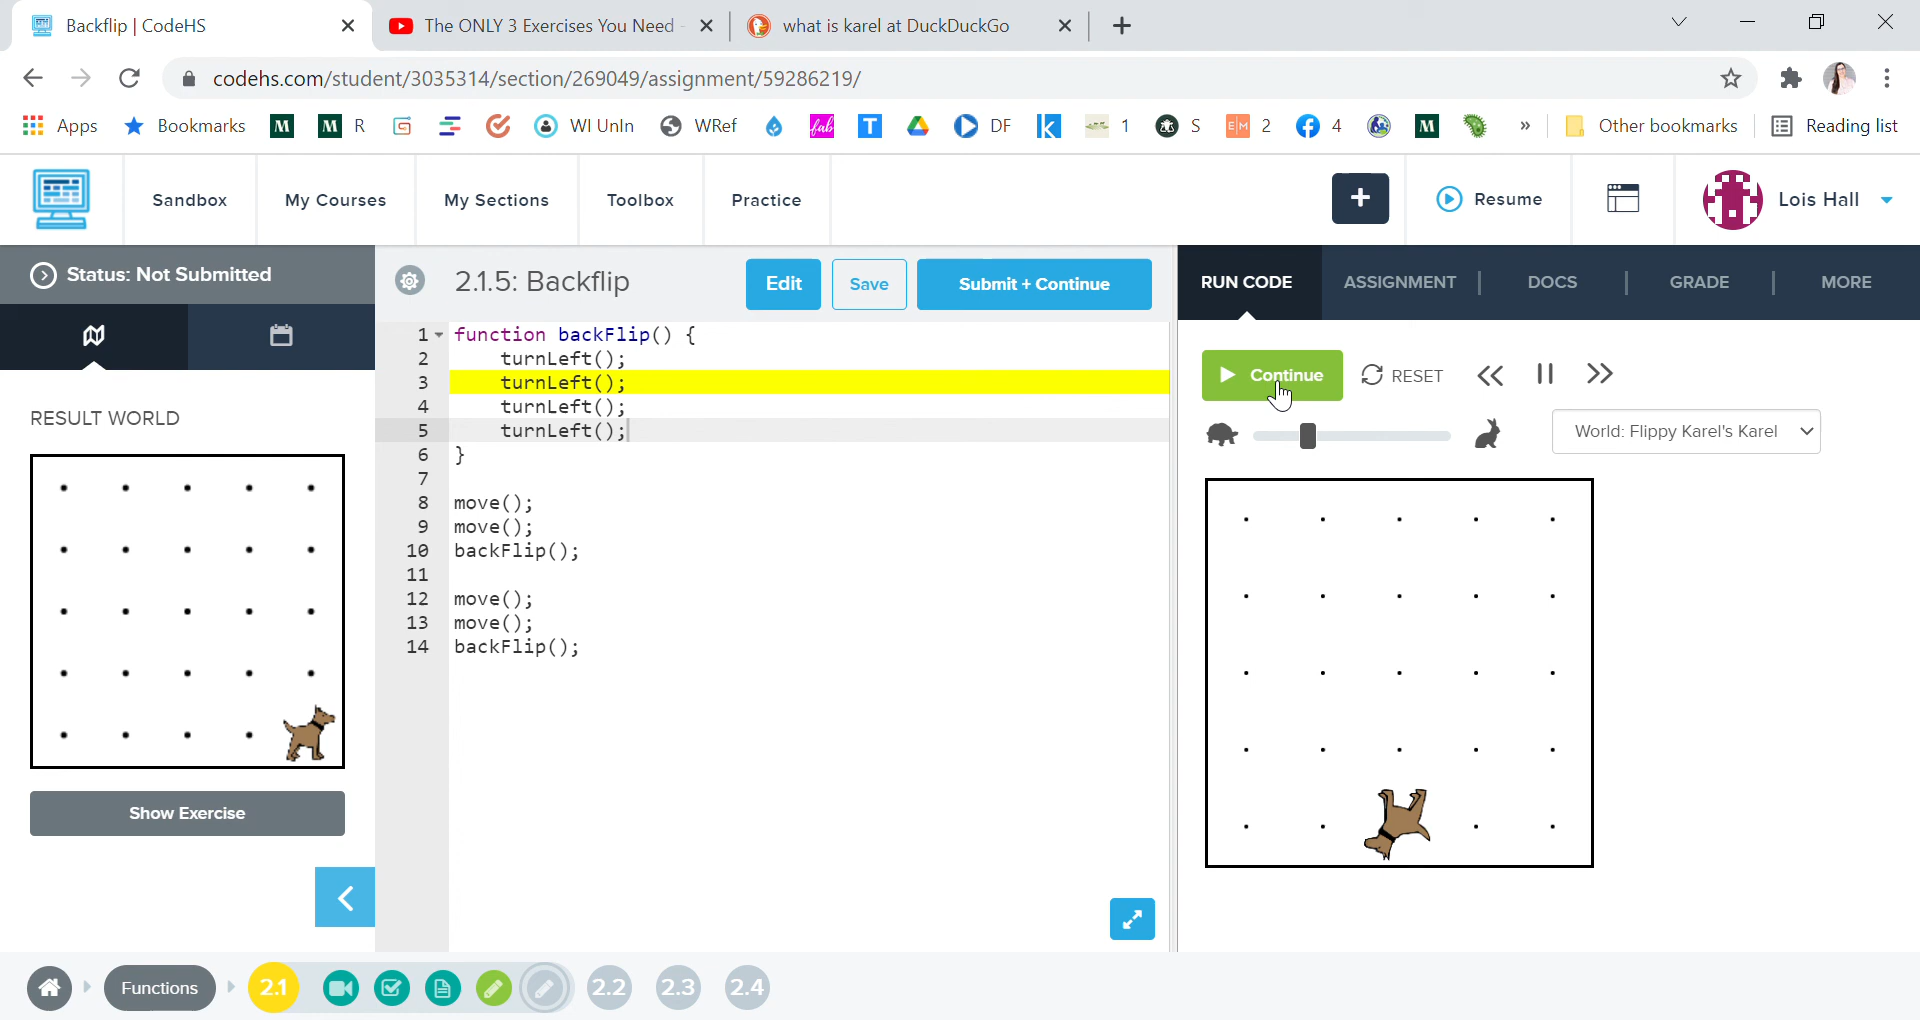 Backflip | CodeHS
The ONLY 3 Exercises You Need -
what is karel at DuckDuckGo
codehs.com/student/3035314/section/269049/assignment/59286219/
Apps
Bookmarks
M
M R
WI UnIn
WRef
fab
T
DF
K
1
S
EM 2
4
M
»
Other bookmarks
Reading list
Sandbox
My Courses
My Sections
Toolbox
Practice
+
Resume
Lois Hall
Status: Not Submitted
2.1.5: Backflip
Edit
Save
Submit + Continue
RUN CODE
ASSIGNMENT
DOCS
GRADE
MORE
RESULT WORLD
Show Exercise
1 function backFlip() {
2 turnLeft();
3 turnLeft();
4 turnLeft();
5 turnLeft();
6 }
7
8 move();
9 move();
10 backFlip();
11
12 move();
13 move();
14 backFlip();
Continue
RESET
World: Flippy Karel's Karel
Functions
2.1
2.2
2.3
2.4